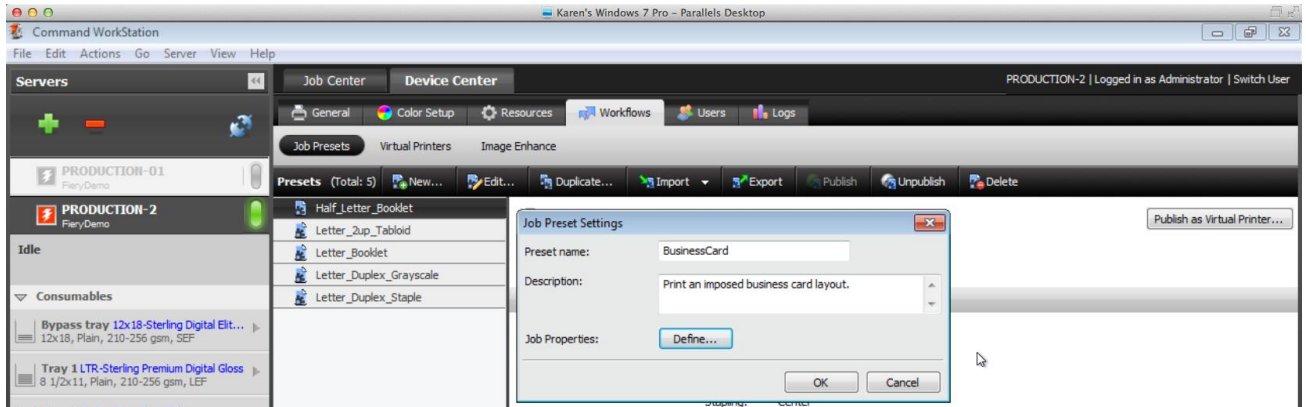 Karen's Windows 7 Pro - Parallels Desktop
Command WorkStation
File Edit Actions Go Server View Help
Servers
Job Center Device Center
PRODUCTION-2 | Logged in as Administrator | Switch User
General Color Setup Resources Workflows Users Logs
Job Presets Virtual Printers Image Enhance
PRODUCTION-01
FieryDemo
Presets (Total: 5) New... Edit... Duplicate... Import Export Publish Unpublish Delete
PRODUCTION-2
FieryDemo
Idle
Consumables
Bypass tray 12x18-Sterling Digital Elit...
12x18, Plain, 210-256 gsm, SEF
Tray 1 LTR-Sterling Premium Digital Gloss
8 1/2x11, Plain, 210-256 gsm, LEF
Half_Letter_Booklet
Letter_2up_Tabloid
Letter_Booklet
Letter_Duplex_Grayscale
Letter_Duplex_Staple
Publish as Virtual Printer...
Job Preset Settings
Preset name: BusinessCard
Description: Print an imposed business card layout.
Job Properties: Define...
OK Cancel
Stapling: Center